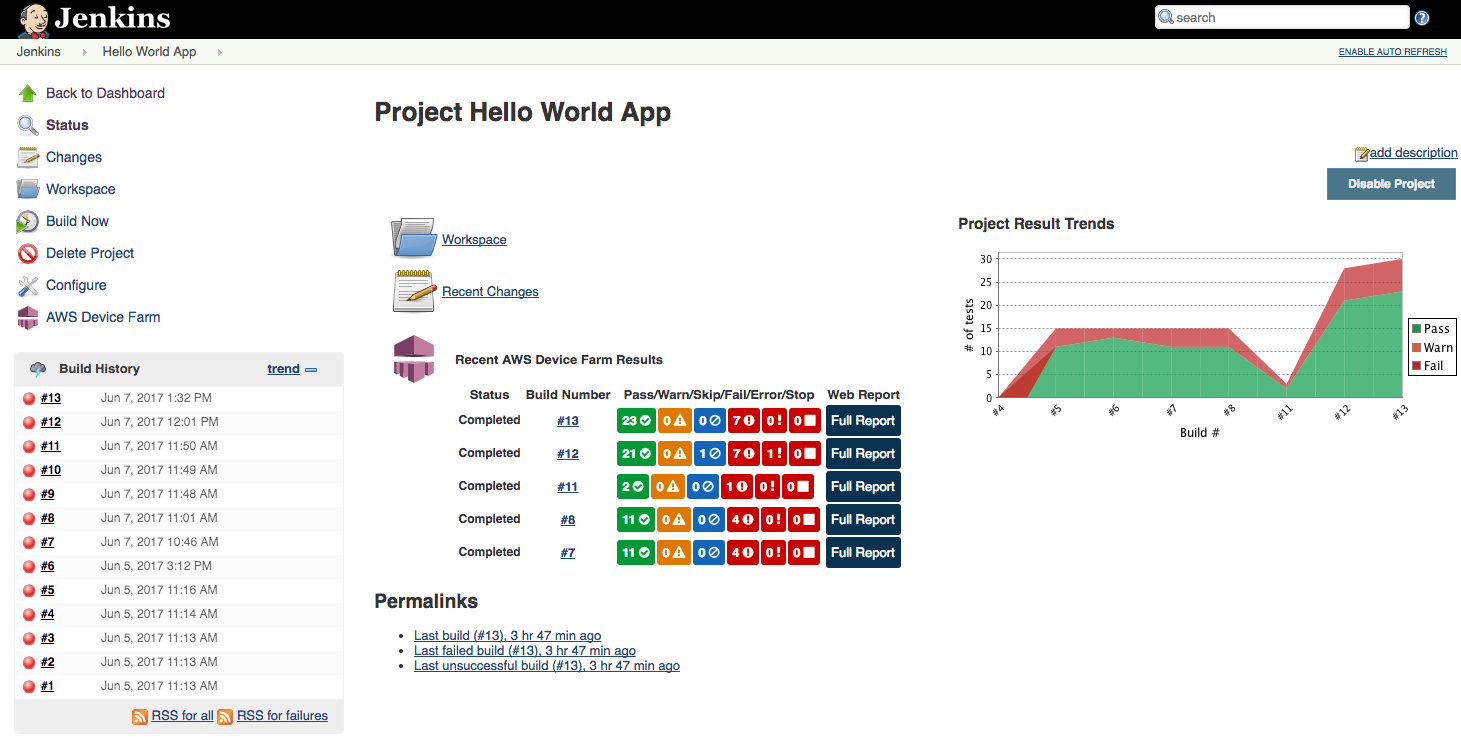 Jenkins
search
Jenkins Hello World App
ENABLE AUTO REFRESH
Back to Dashboard
Status
Changes
Workspace
Build Now
Delete Project
Configure
AWS Device Farm
Build History trend
#13 Jun 7, 2017 1:32 PM
#12 Jun 7, 2017 12:01 PM
#11 Jun 7, 2017 11:50 AM
#10 Jun 7, 2017 11:49 AM
#9 Jun 7, 2017 11:48 AM
#8 Jun 7, 2017 11:01 AM
#7 Jun 7, 2017 10:46 AM
#6 Jun 5, 2017 3:12 PM
#5 Jun 5, 2017 11:16 AM
#4 Jun 5, 2017 11:14 AM
#3 Jun 5, 2017 11:13 AM
#2 Jun 5, 2017 11:13 AM
#1 Jun 5, 2017 11:13 AM
RSS for all RSS for failures
Project Hello World App
add description
Disable Project
Workspace
Recent Changes
Recent AWS Device Farm Results
Status Build Number Pass/Warn/Skip/Fail/Error/Stop Web Report
Completed #13 23 0 0 7 0 0 Full Report
Completed #12 21 0 1 7 1 0 Full Report
Completed #11 2 0 0 1 0 0 Full Report
Completed #8 11 0 0 4 0 0 Full Report
Completed #7 11 0 0 4 0 0 Full Report
Permalinks
Last build (#13), 3 hr 47 min ago
Last failed build (#13), 3 hr 47 min ago
Last unsuccessful build (#13), 3 hr 47 min ago
Project Result Trends
# of tests
30
25
20
15
10
5
0
#4 #5 #6 #7 #8 #11 #12 #13
Build #
Pass
Warn
Fail